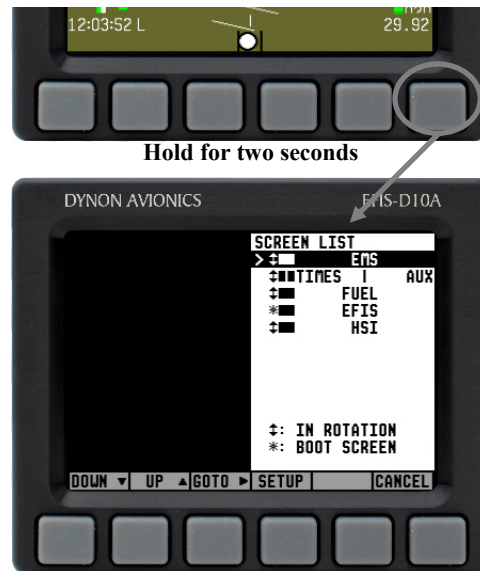 12:03:52 L
29.92
Hold for two seconds
DYNON AVIONICS
EMS-D10A
SCREEN LIST
> ↕ EMS
↕ TIMES | AUX
↕ FUEL
* EFIS
↕ HSI
↕: IN ROTATION
*: BOOT SCREEN
DOWN ▼ UP ▲ GOTO ► SETUP CANCEL